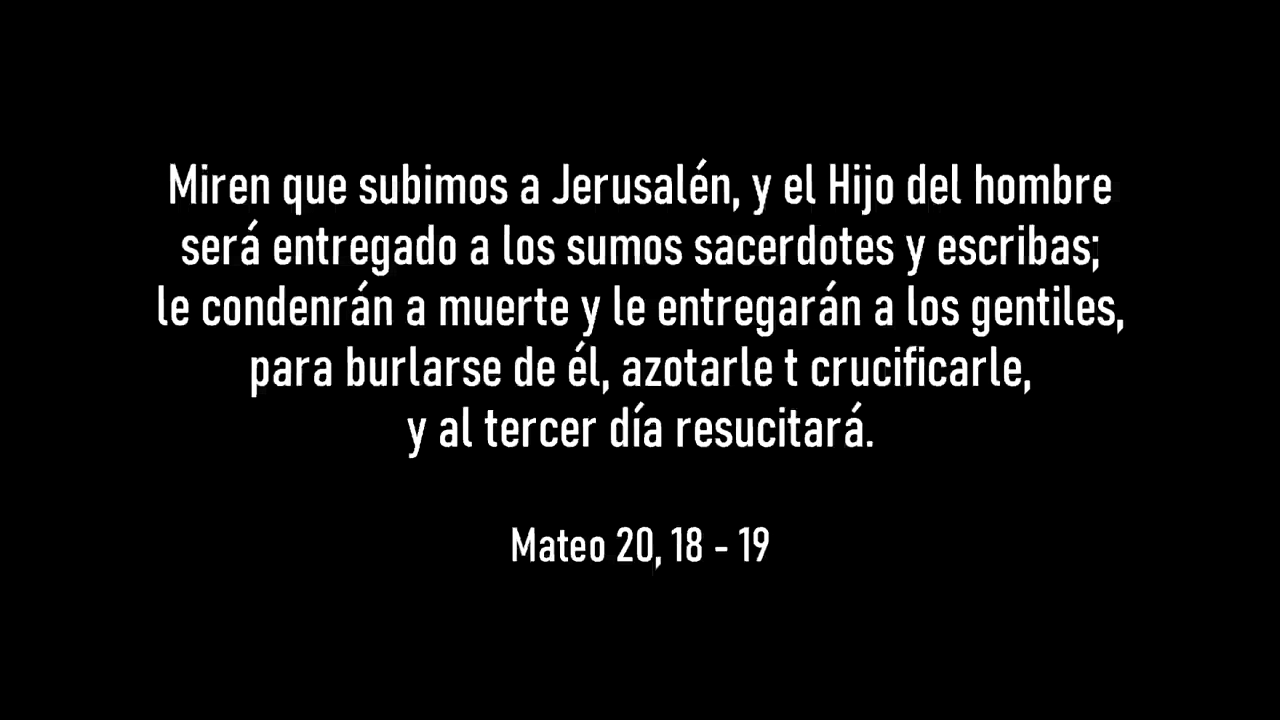 Miren que subimos a Jerusalén, y el Hijo del hombre
será entregado a los sumos sacerdotes y escribas;
le condenrán a muerte y le entregarán a los gentiles,
para burlarse de él, azotarle t crucificarle,
y al tercer día resucitará.
Mateo 20, 18 - 19